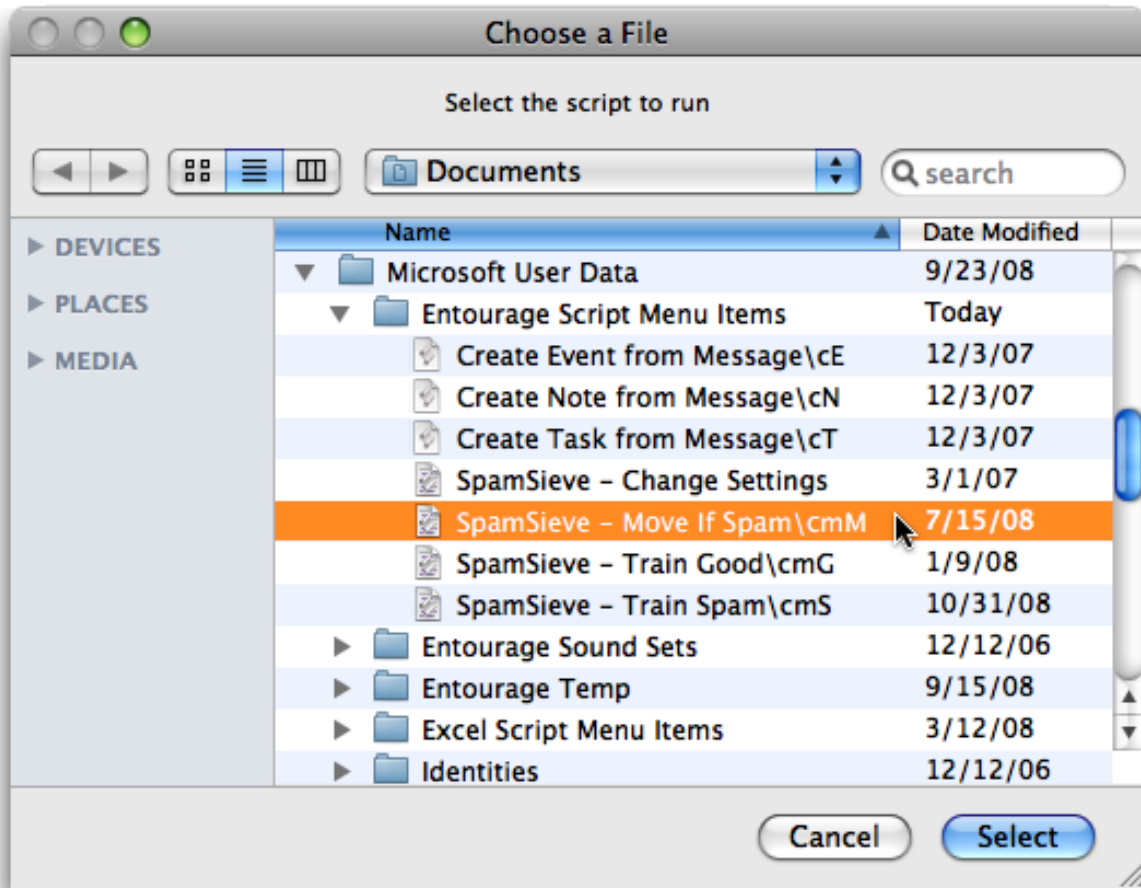 Choose a File
Select the script to run
Documents
search
DEVICES
PLACES
MEDIA
Name Date Modified
Microsoft User Data 9/23/08
Entourage Script Menu Items Today
Create Event from Message\cE 12/3/07
Create Note from Message\cN 12/3/07
Create Task from Message\cT 12/3/07
SpamSieve – Change Settings 3/1/07
SpamSieve – Move If Spam\cmM 7/15/08
SpamSieve – Train Good\cmG 1/9/08
SpamSieve – Train Spam\cmS 10/31/08
Entourage Sound Sets 12/12/06
Entourage Temp 9/15/08
Excel Script Menu Items 3/12/08
Identities 12/12/06
Cancel Select